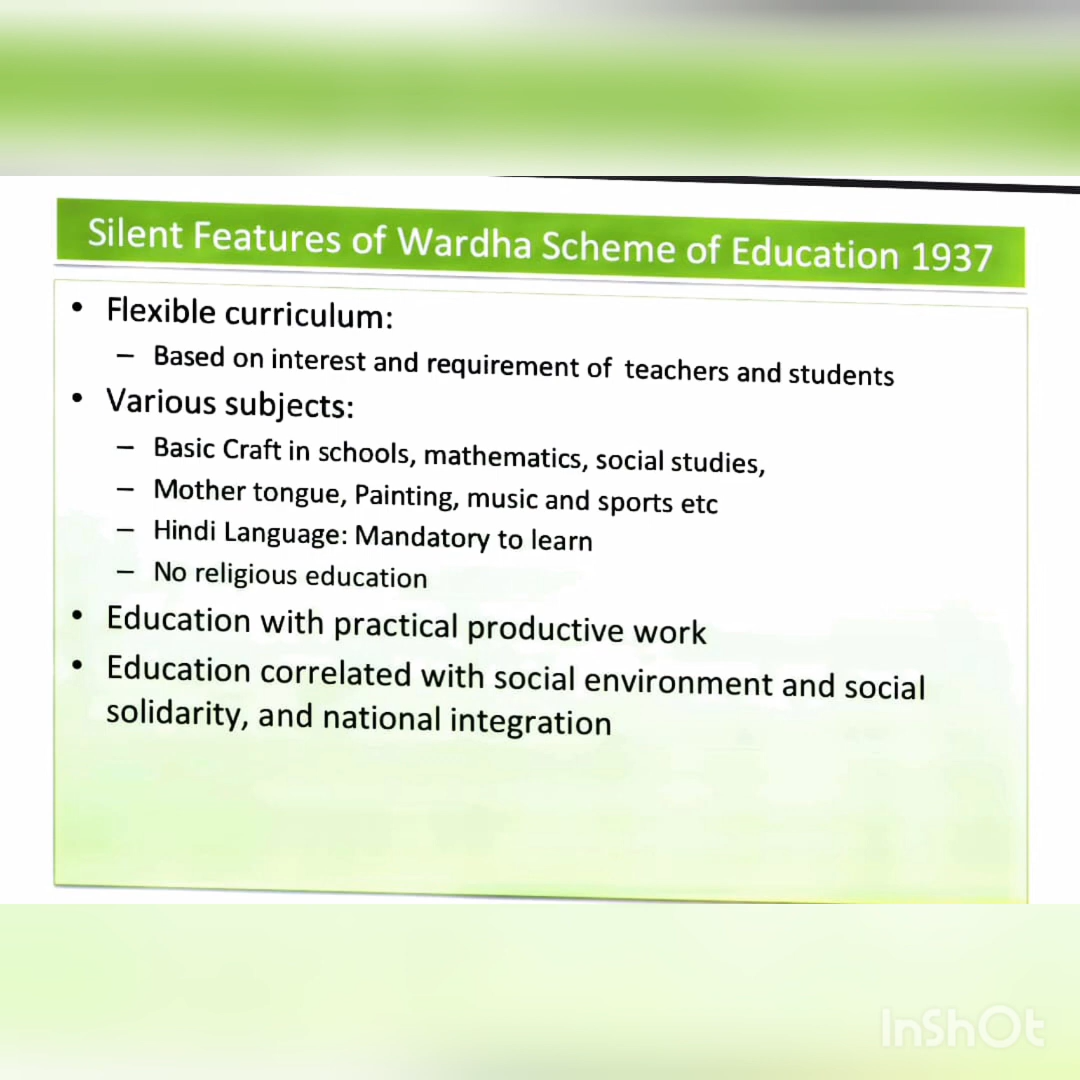 Silent Features of Wardha Scheme of Education 1937
• Flexible curriculum:
– Based on interest and requirement of teachers and students
• Various subjects:
– Basic Craft in schools, mathematics, social studies,
– Mother tongue, Painting, music and sports etc
– Hindi Language: Mandatory to learn
– No religious education
• Education with practical productive work
• Education correlated with social environment and social
solidarity, and national integration
InShOt